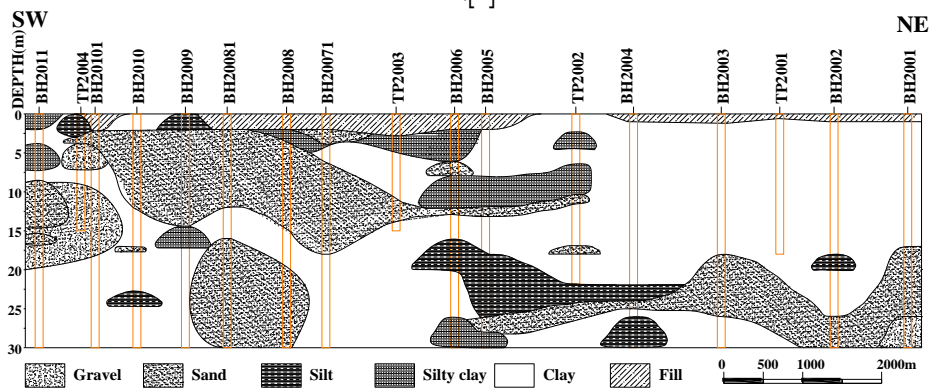 SW
NE
DEPTH(m)
BH2011
TP2004
BH20101
BH2010
BH2009
BH20081
BH2008
BH20071
TP2003
BH2006
BH2005
TP2002
BH2004
BH2003
TP2001
BH2002
BH2001
0
5
10
15
20
25
30
Gravel Sand Silt Silty clay Clay Fill
0 500 1000 2000m